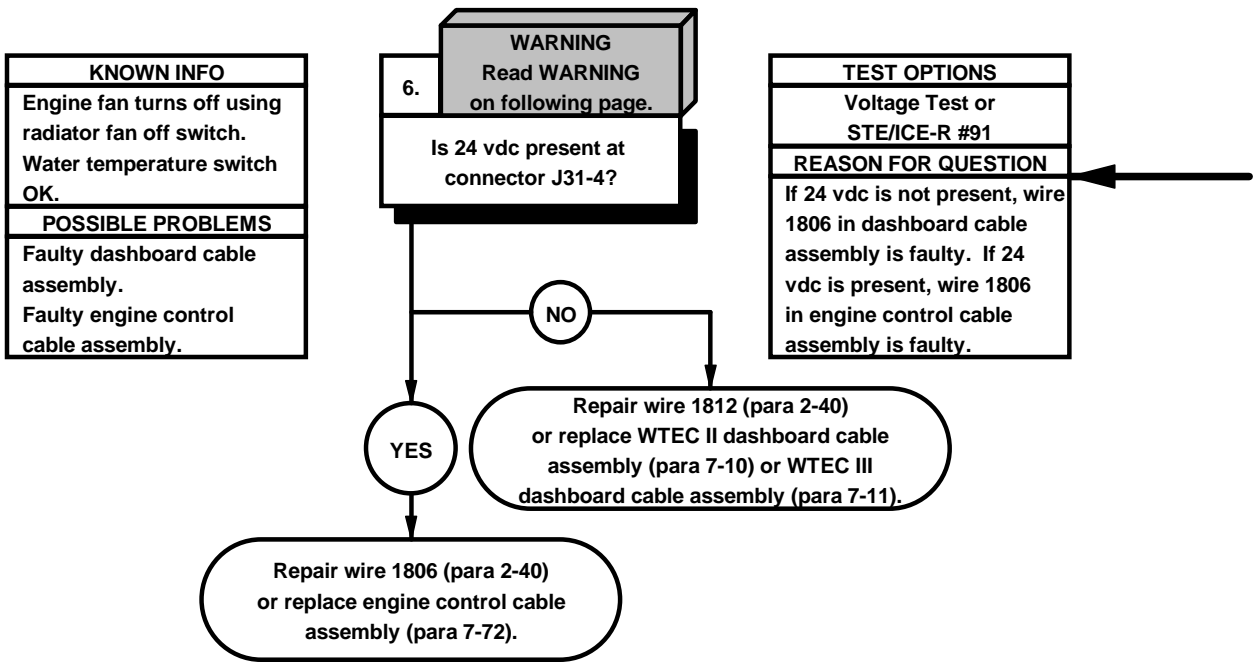 KNOWN INFO
Engine fan turns off using
radiator fan off switch.
Water temperature switch
OK.
POSSIBLE PROBLEMS
Faulty dashboard cable
assembly.
Faulty engine control
cable assembly.
WARNING
Read WARNING
on following page.
6.
Is 24 vdc present at
connector J31-4?
TEST OPTIONS
Voltage Test or
STE/ICE-R #91
REASON FOR QUESTION
If 24 vdc is not present, wire
1806 in dashboard cable
assembly is faulty. If 24
vdc is present, wire 1806
in engine control cable
assembly is faulty.
NO
YES
Repair wire 1812 (para 2-40)
or replace WTEC II dashboard cable
assembly (para 7-10) or WTEC III
dashboard cable assembly (para 7-11).
Repair wire 1806 (para 2-40)
or replace engine control cable
assembly (para 7-72).